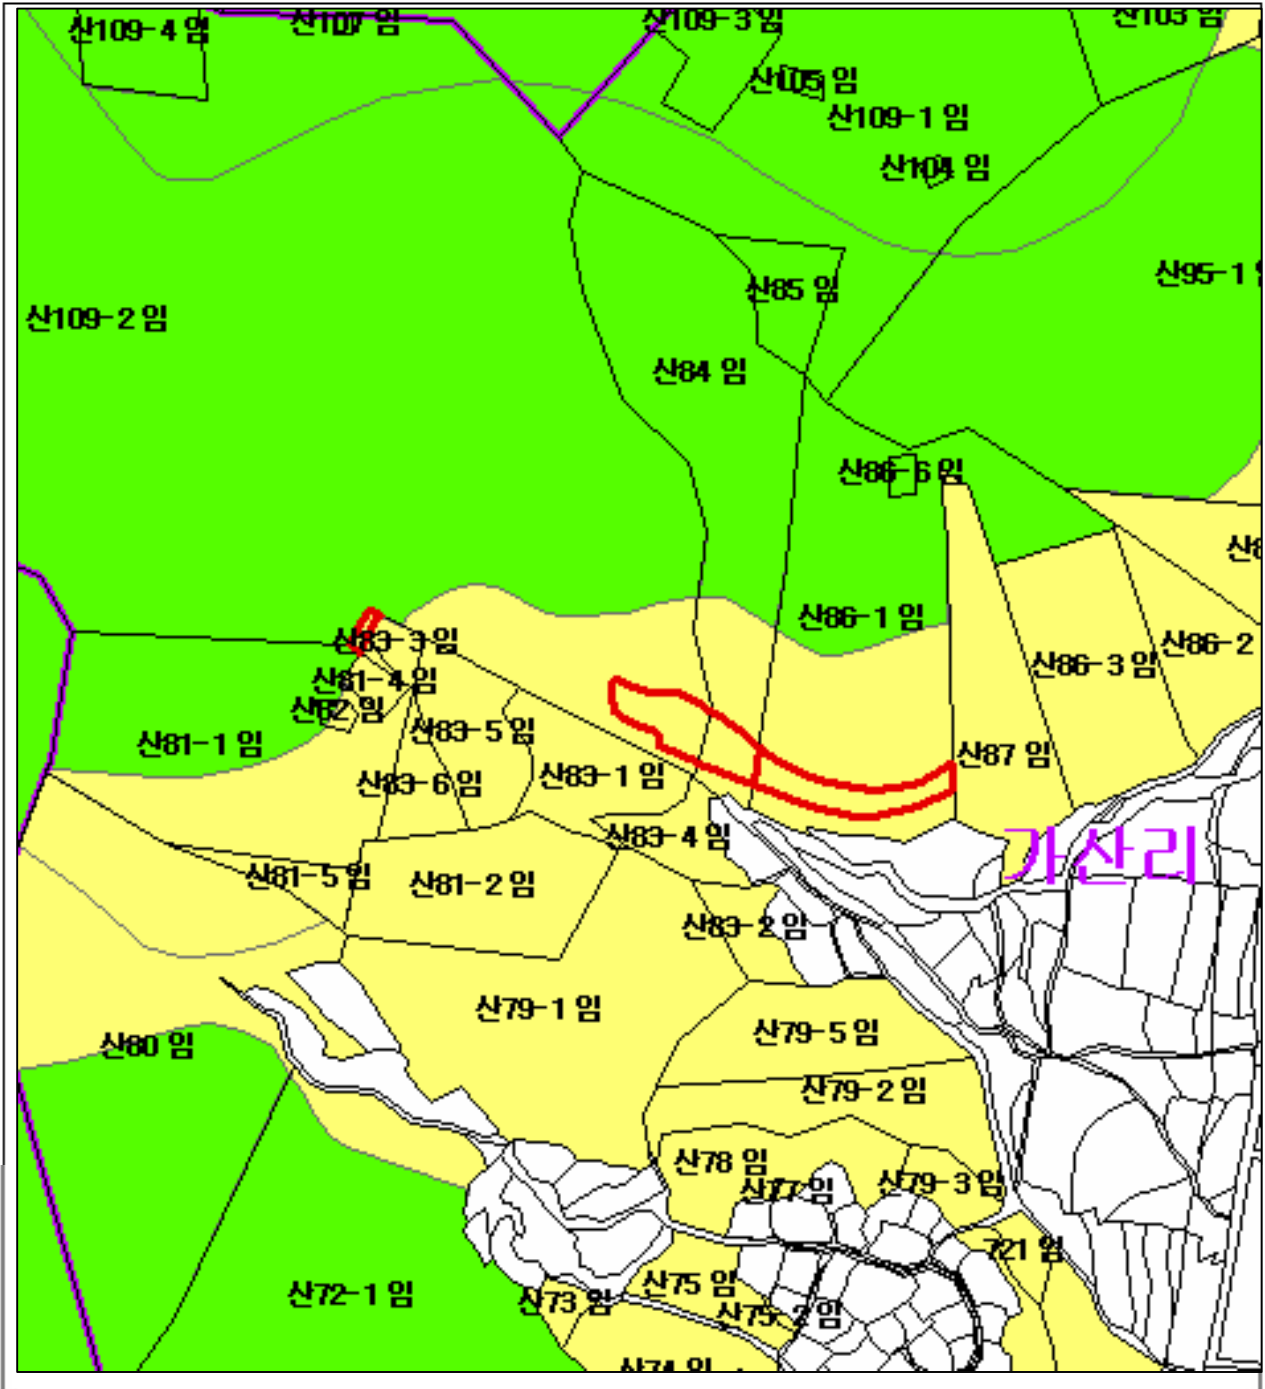 산109-4 임
산107 임
산109-3 임
산103 임
산105 임
산109-1 임
산104 임
산95-1
산85 임
산109-2 임
산84 임
산86-6 임
산86-1 임
산83-3 임
산86-2
산86-3 임
산81-4 임
산82 임
산83-5 임
산81-1 임
산87 임
산83-6 임
산83-1 임
산83-4 임
가산리
산81-5 임
산81-2 임
산83-2 임
산79-1 임
산79-5 임
산80 임
산79-2 임
산78 임
산77 임
산79-3 임
721 임
산75 임
산72-1 임
산73 임
산75-2 임
산74 임